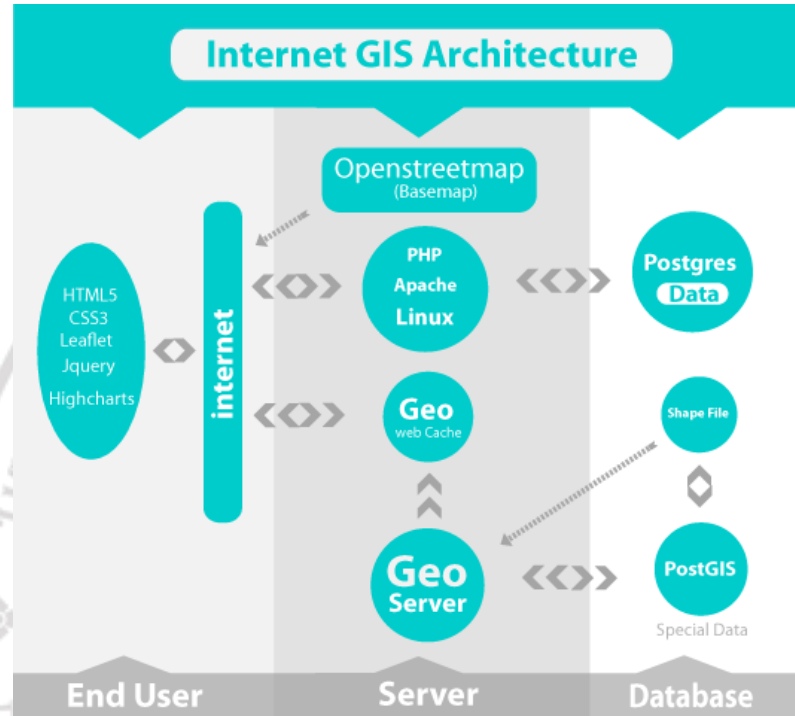 Internet GIS Architecture
Openstreetmap
(Basemap)
HTML5
CSS3
Leaflet
Jquery
Highcharts
internet
PHP
Apache
Linux
Postgres
Data
Geo
web Cache
Shape File
Geo
Server
PostGIS
Special Data
End User
Server
Database